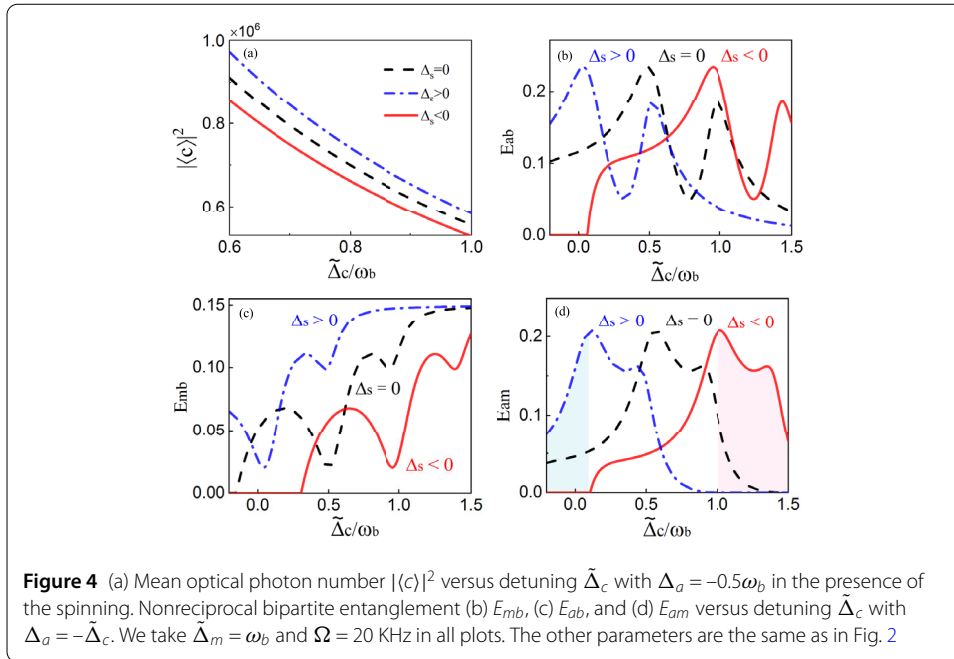 ×10⁶
1.0
(a)
Δs=0
Δs>0
Δs<0
0.8
|⟨c⟩|²
0.6
0.6 0.8 1.0
Δ̃c/ωb
(b)
Δs > 0 Δs = 0 Δs < 0
0.2
0.1
0.0
Eab
0.0 0.5 1.0 1.5
Δ̃c/ωb
0.15
(c)
Δs > 0
0.10
Δs = 0
0.05
Δs < 0
0.00
Emb
0.0 0.5 1.0 1.5
Δ̃c/ωb
(d)
Δs > 0 Δs = 0 Δs < 0
0.2
0.1
0.0
Eam
0.0 0.5 1.0 1.5
Δ̃c/ωb
Figure 4 (a) Mean optical photon number |⟨c⟩|² versus detuning Δ̃c with Δa = –0.5ωb in the presence of
the spinning. Nonreciprocal bipartite entanglement (b) Emb, (c) Eab, and (d) Eam versus detuning Δ̃c with
Δa = –Δ̃c. We take Δ̃m = ωb and Ω = 20 KHz in all plots. The other parameters are the same as in Fig. 2